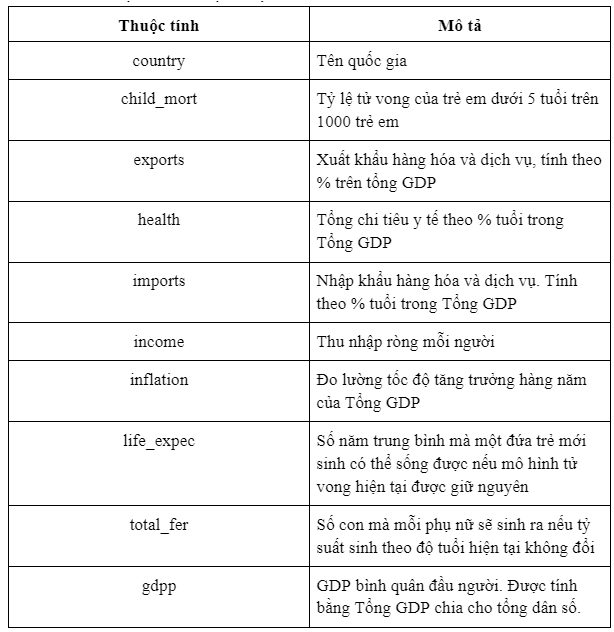 Thuộc tính
Mô tả
country
Tên quốc gia
child_mort
Tỷ lệ tử vong của trẻ em dưới 5 tuổi trên
1000 trẻ em
exports
Xuất khẩu hàng hóa và dịch vụ, tính theo
% trên tổng GDP
health
Tổng chi tiêu y tế theo % tuổi trong
Tổng GDP
imports
Nhập khẩu hàng hóa và dịch vụ. Tính
theo % tuổi trong Tổng GDP
income
Thu nhập ròng mỗi người
inflation
Đo lường tốc độ tăng trưởng hàng năm
của Tổng GDP
life_expec
Số năm trung bình mà một đứa trẻ mới
sinh có thể sống được nếu mô hình tử
vong hiện tại được giữ nguyên
total_fer
Số con mà mỗi phụ nữ sẽ sinh ra nếu tỷ
suất sinh theo độ tuổi hiện tại không đổi
gdpp
GDP bình quân đầu người. Được tính
bằng Tổng GDP chia cho tổng dân số.